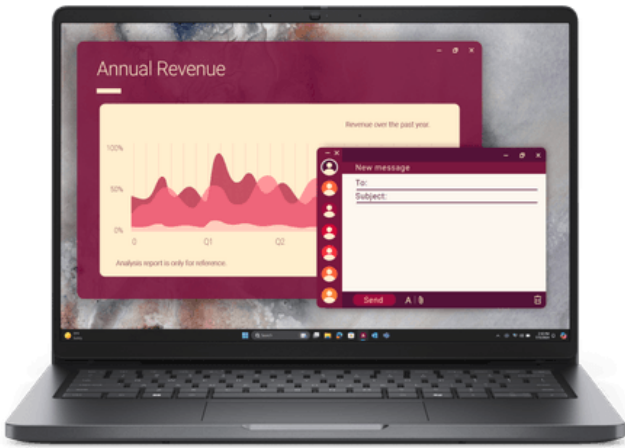 Annual Revenue
Revenue over the past year.
100%
50%
0%
0
Q1
Q2
Analysis report is only for reference.
New message
To:
Subject:
Send
A
Search